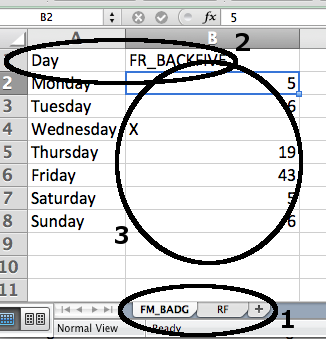 B2 fx 5
A B
1 Day FR_BACKFIVE 2
2 Monday 5
3 Tuesday 6
4 Wednesday X
5 Thursday 19
6 Friday 43
7 Saturday 5
8 Sunday 6
3
9
10
11
FM_BADG RF + 1
Normal View Ready